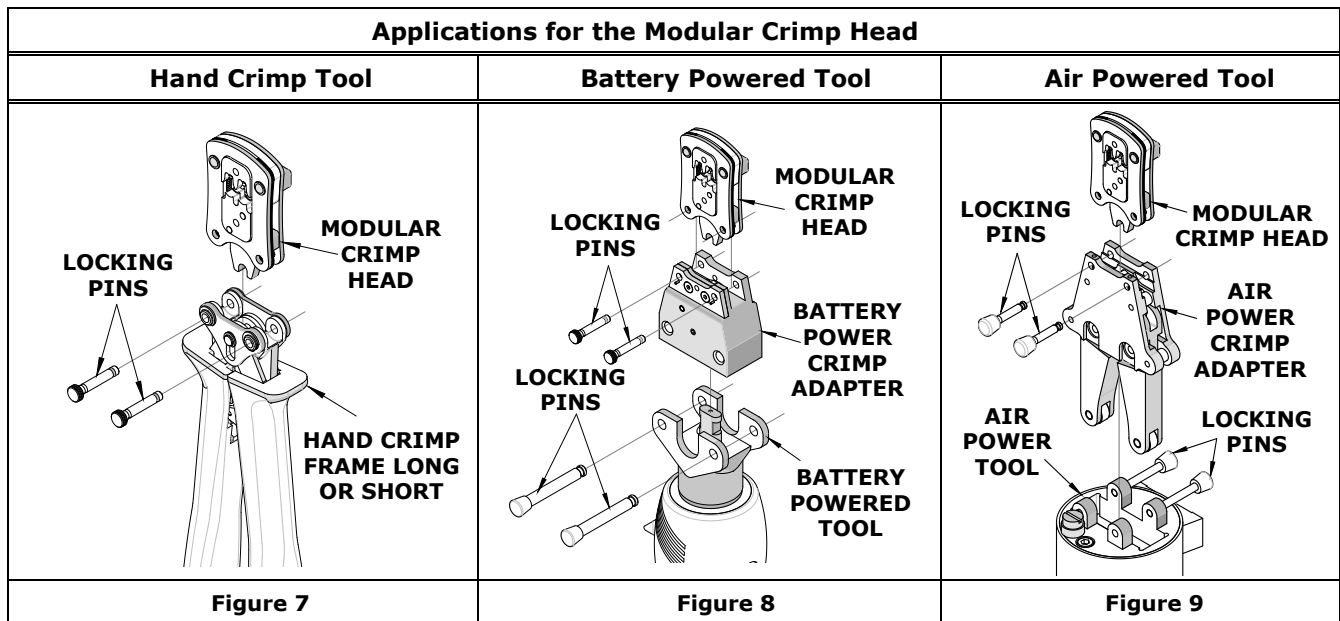 Applications for the Modular Crimp Head
Hand Crimp Tool
Battery Powered Tool
Air Powered Tool
MODULAR
CRIMP
HEAD
LOCKING
PINS
HAND CRIMP
FRAME LONG
OR SHORT
MODULAR
CRIMP
HEAD
LOCKING
PINS
BATTERY
POWER
CRIMP
ADAPTER
LOCKING
PINS
BATTERY
POWERED
TOOL
LOCKING
PINS
MODULAR
CRIMP HEAD
AIR
POWER
CRIMP
ADAPTER
AIR
POWER
TOOL
LOCKING
PINS
Figure 7
Figure 8
Figure 9